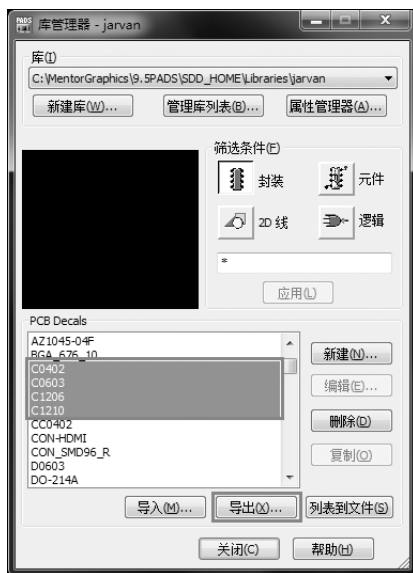 PADS
库管理器 - jarvan
库(I)
C:\MentorGraphics\9.5PADS\SDD_HOME\Libraries\jarvan
新建库(W)... 管理库列表(B)... 属性管理器(A)...
筛选条件(F)
封装 元件
2D 线 逻辑
*
应用(L)
PCB Decals
AZ1045-04F
BGA_676_10
C0402
C0603
C1206
C1210
CC0402
CON-HDMI
CON_SMD96_R
D0603
DO-214A
新建(N)...
编辑(E)...
删除(D)
复制(O)
导入(M)... 导出(X)... 列表到文件(S)
关闭(C) 帮助(H)